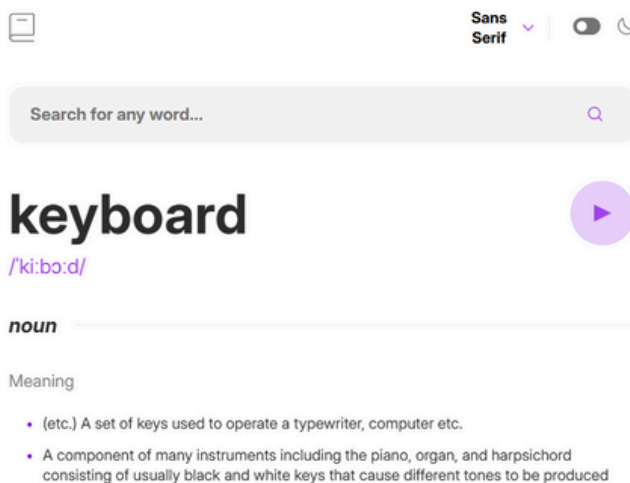 Sans
Serif
Search for any word...
keyboard
/ˈkiːbɔːd/
noun
Meaning
(etc.) A set of keys used to operate a typewriter, computer etc.
A component of many instruments including the piano, organ, and harpsichord
consisting of usually black and white keys that cause different tones to be produced